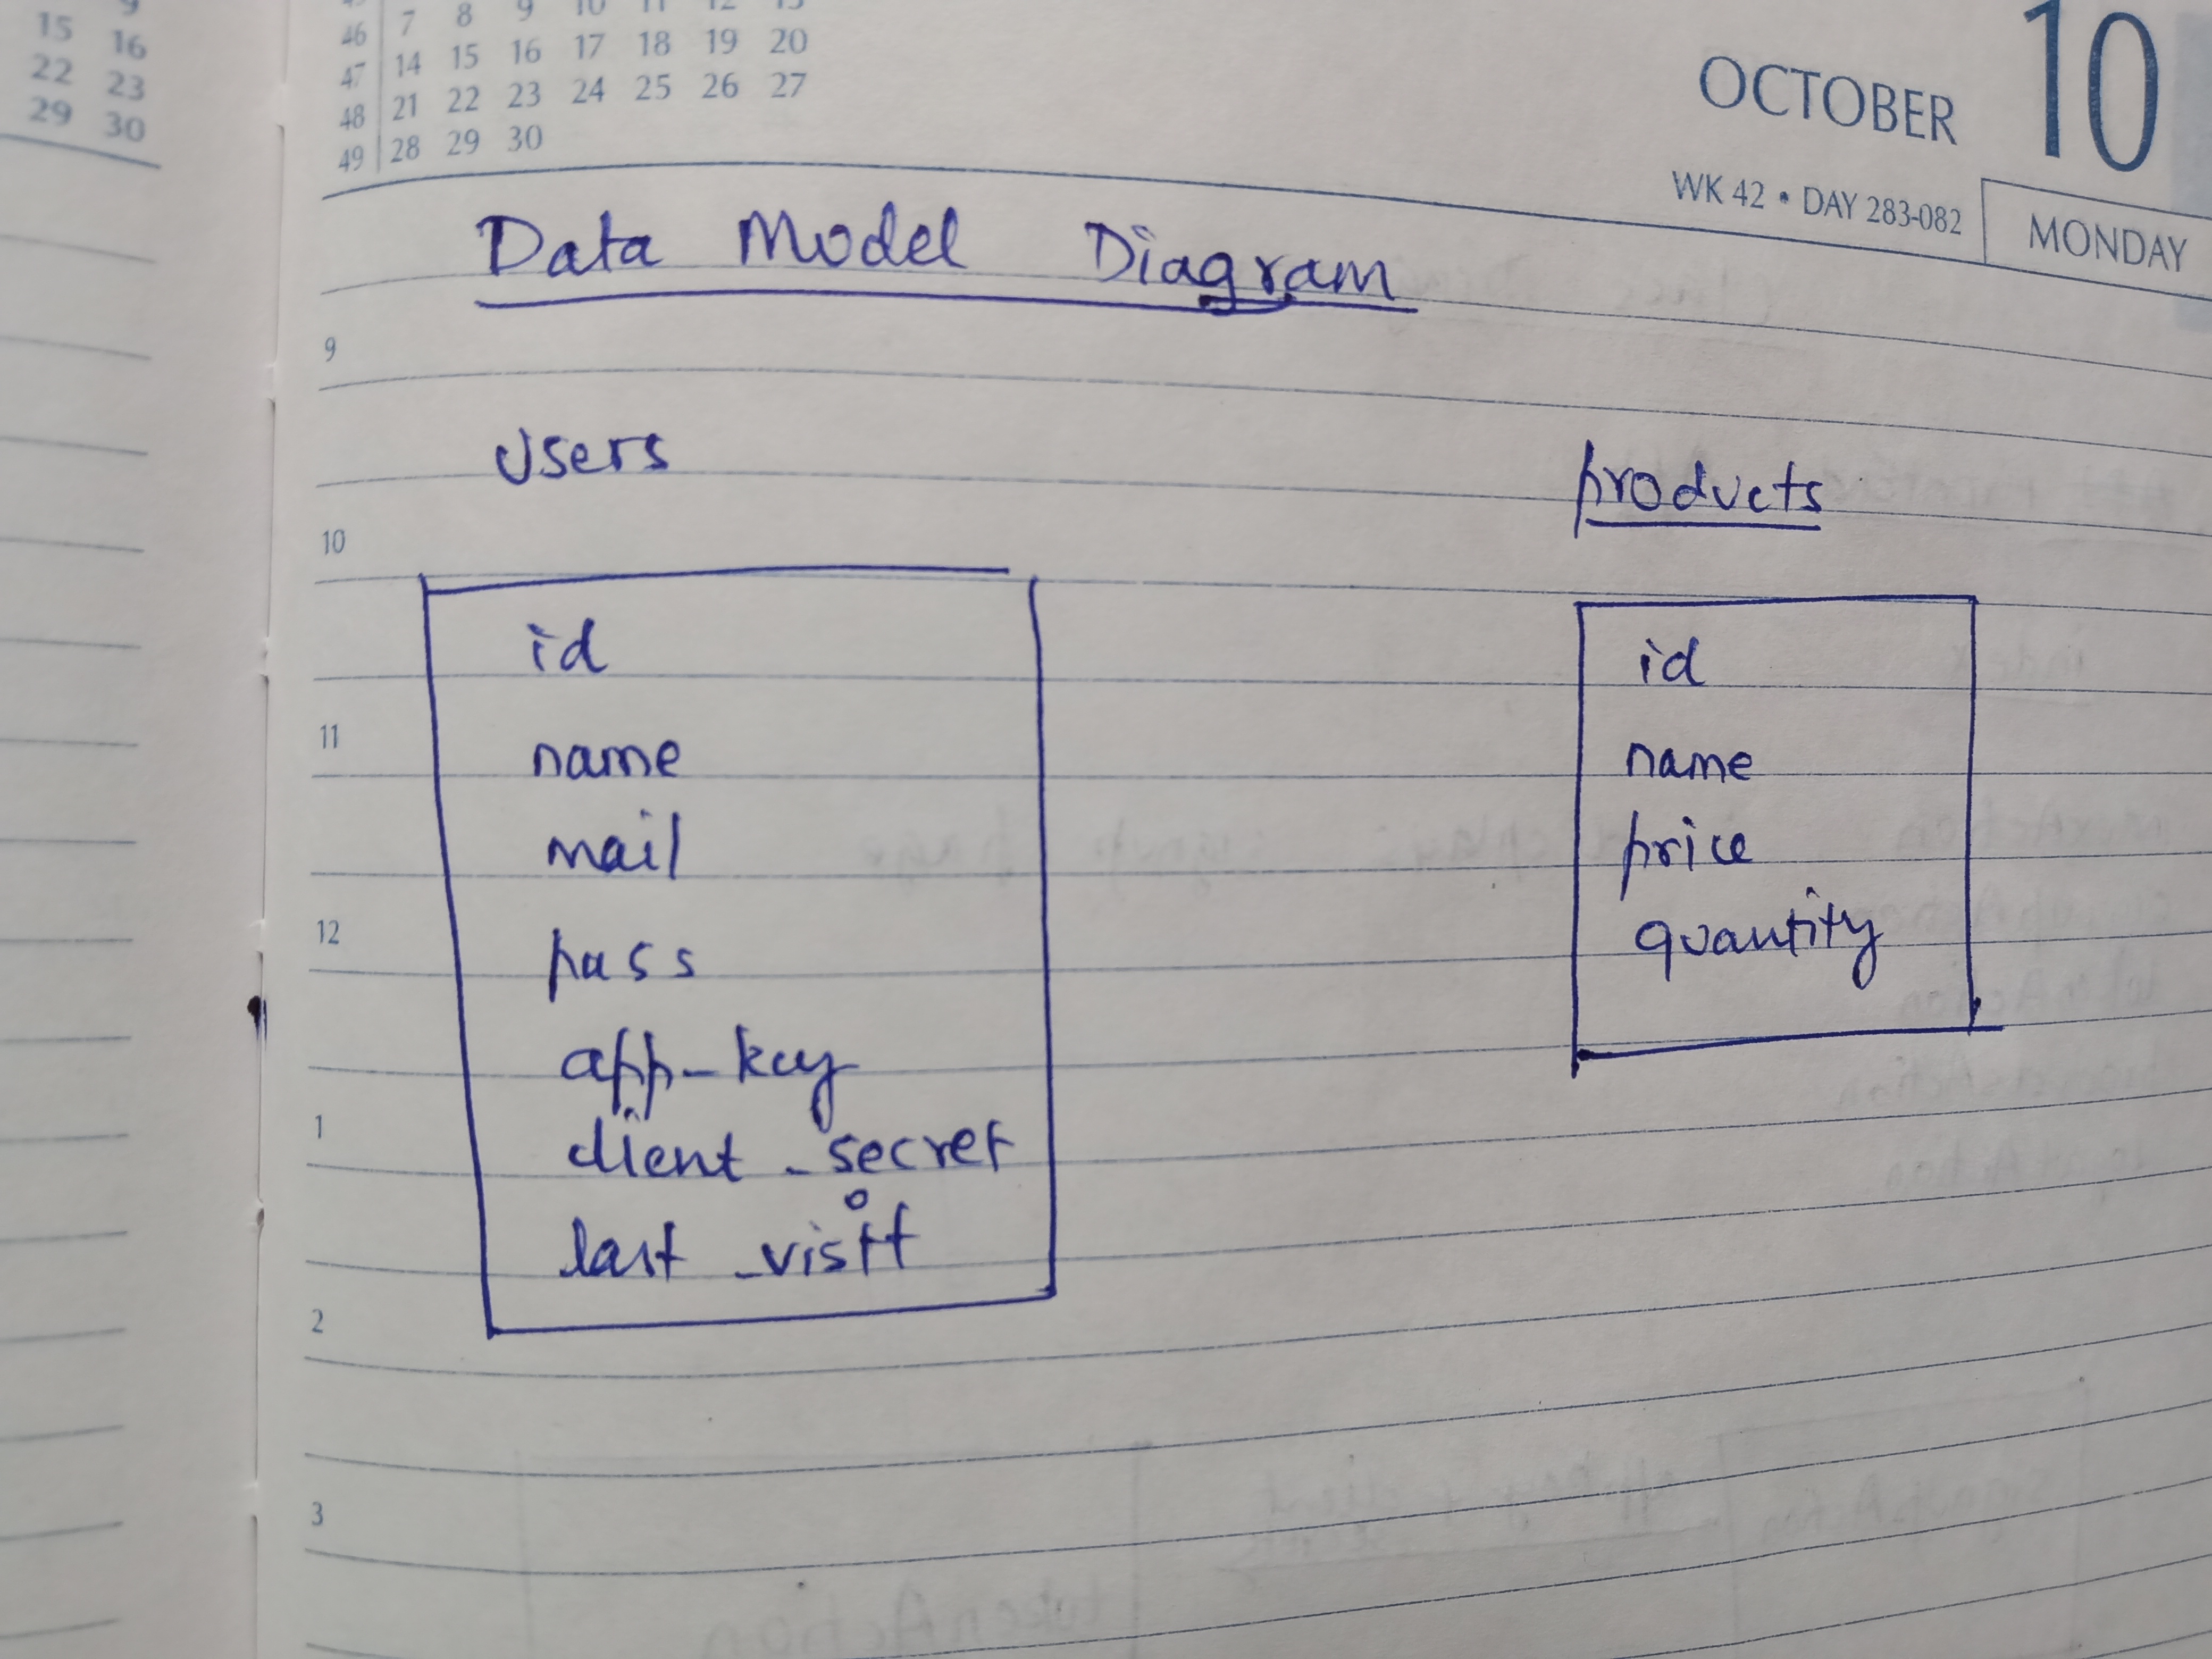 9
15 16
22 23
29 30
46 7 8 9 10 11 12 13
47 14 15 16 17 18 19 20
48 21 22 23 24 25 26 27
49 28 29 30
OCTOBER 10
WK 42 • DAY 283-082
MONDAY
Data Model Diagram
9
Users
products
10
id
name
mail
pass
app_key
client_secret
last_visit
id
name
price
quantity
11
12
1
2
3